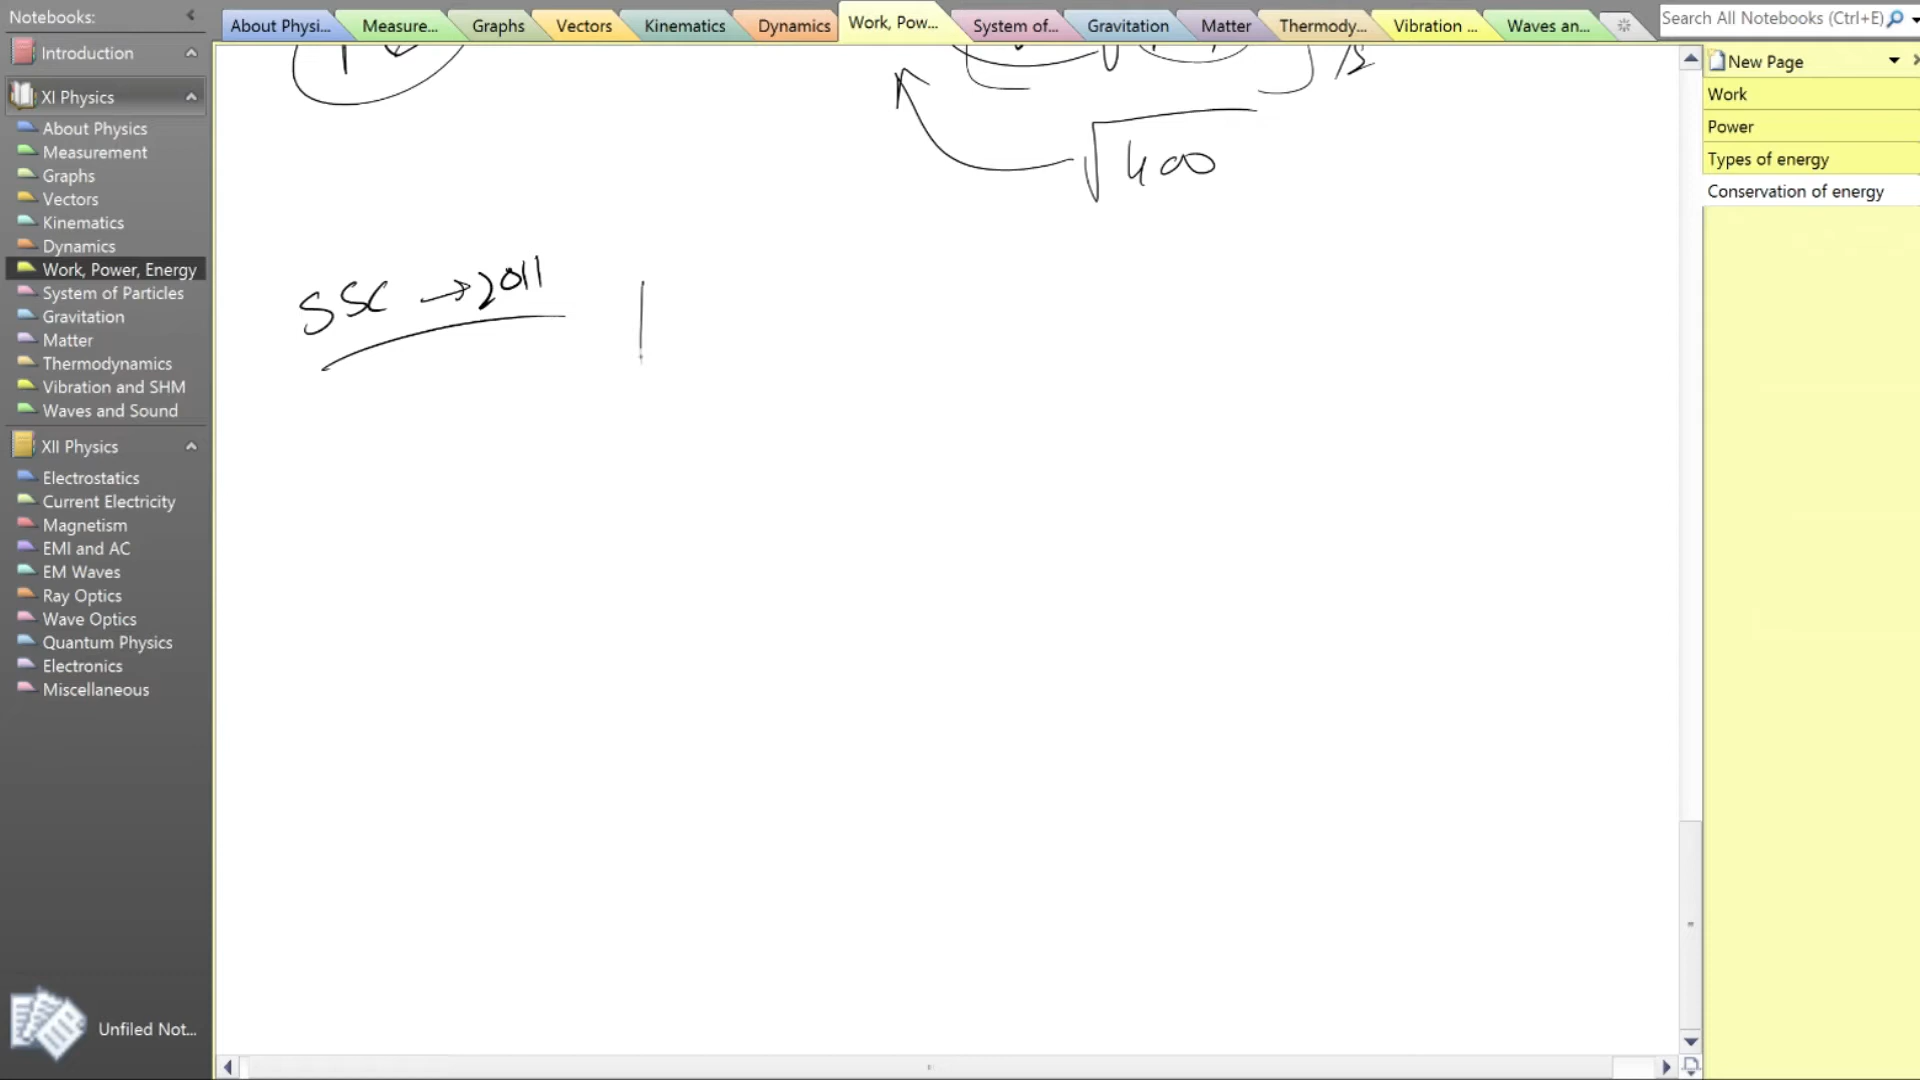 Notebooks:
Introduction
XI Physics
About Physics
Measurement
Graphs
Vectors
Kinematics
Dynamics
Work, Power, Energy
System of Particles
Gravitation
Matter
Thermodynamics
Vibration and SHM
Waves and Sound
XII Physics
Electrostatics
Current Electricity
Magnetism
EMI and AC
EM Waves
Ray Optics
Wave Optics
Quantum Physics
Electronics
Miscellaneous
Unfiled Not...
About Physi... Measure... Graphs Vectors Kinematics Dynamics Work, Pow... System of... Gravitation Matter Thermody... Vibration ... Waves an...
Search All Notebooks (Ctrl+E)
√400
SSC →2011
New Page
Work
Power
Types of energy
Conservation of energy